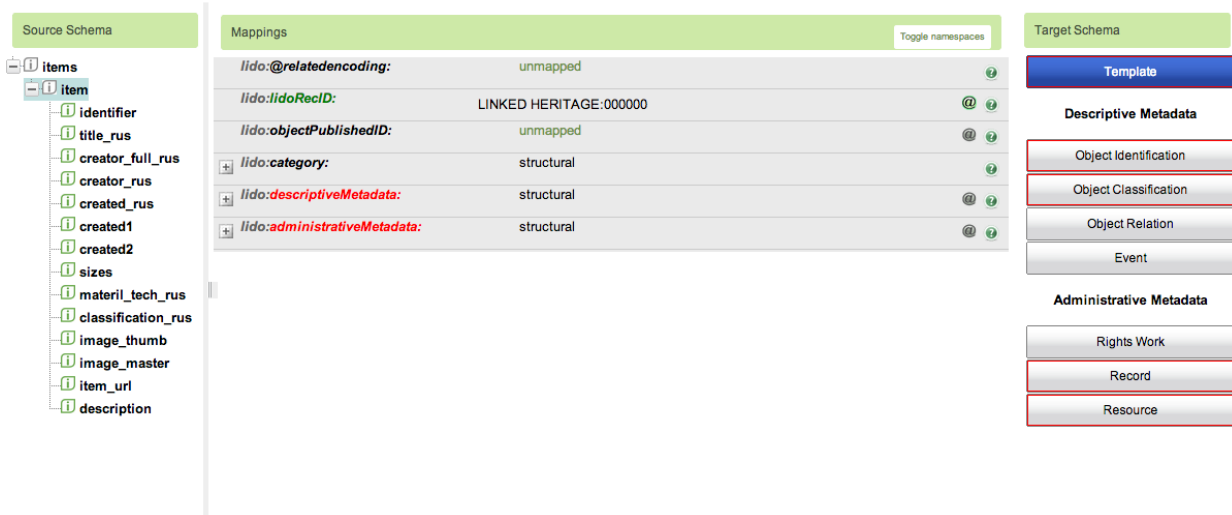 Source Schema
items
item
identifier
title_rus
creator_full_rus
creator_rus
created_rus
created1
created2
sizes
materil_tech_rus
classification_rus
image_thumb
image_master
item_url
description
Mappings
Toggle namespaces
lido:@relatedencoding: unmapped
lido:lidoRecID: LINKED HERITAGE:000000
lido:objectPublishedID: unmapped
lido:category: structural
lido:descriptiveMetadata: structural
lido:administrativeMetadata: structural
Target Schema
Template
Descriptive Metadata
Object Identification
Object Classification
Object Relation
Event
Administrative Metadata
Rights Work
Record
Resource